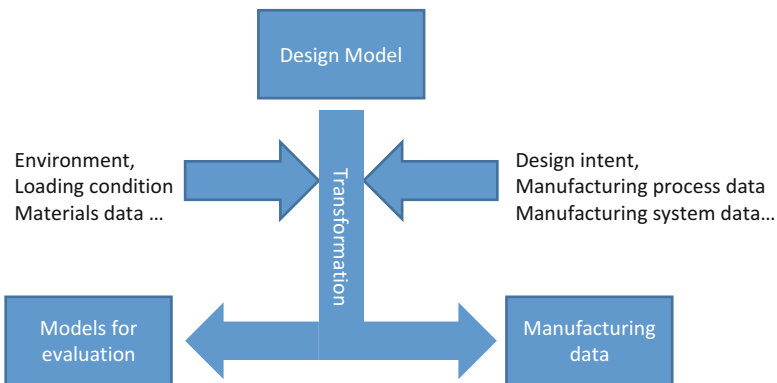 Design Model
Environment,
Loading condition
Materials data ...
Transformation
Design intent,
Manufacturing process data
Manufacturing system data...
Models for
evaluation
Manufacturing
data